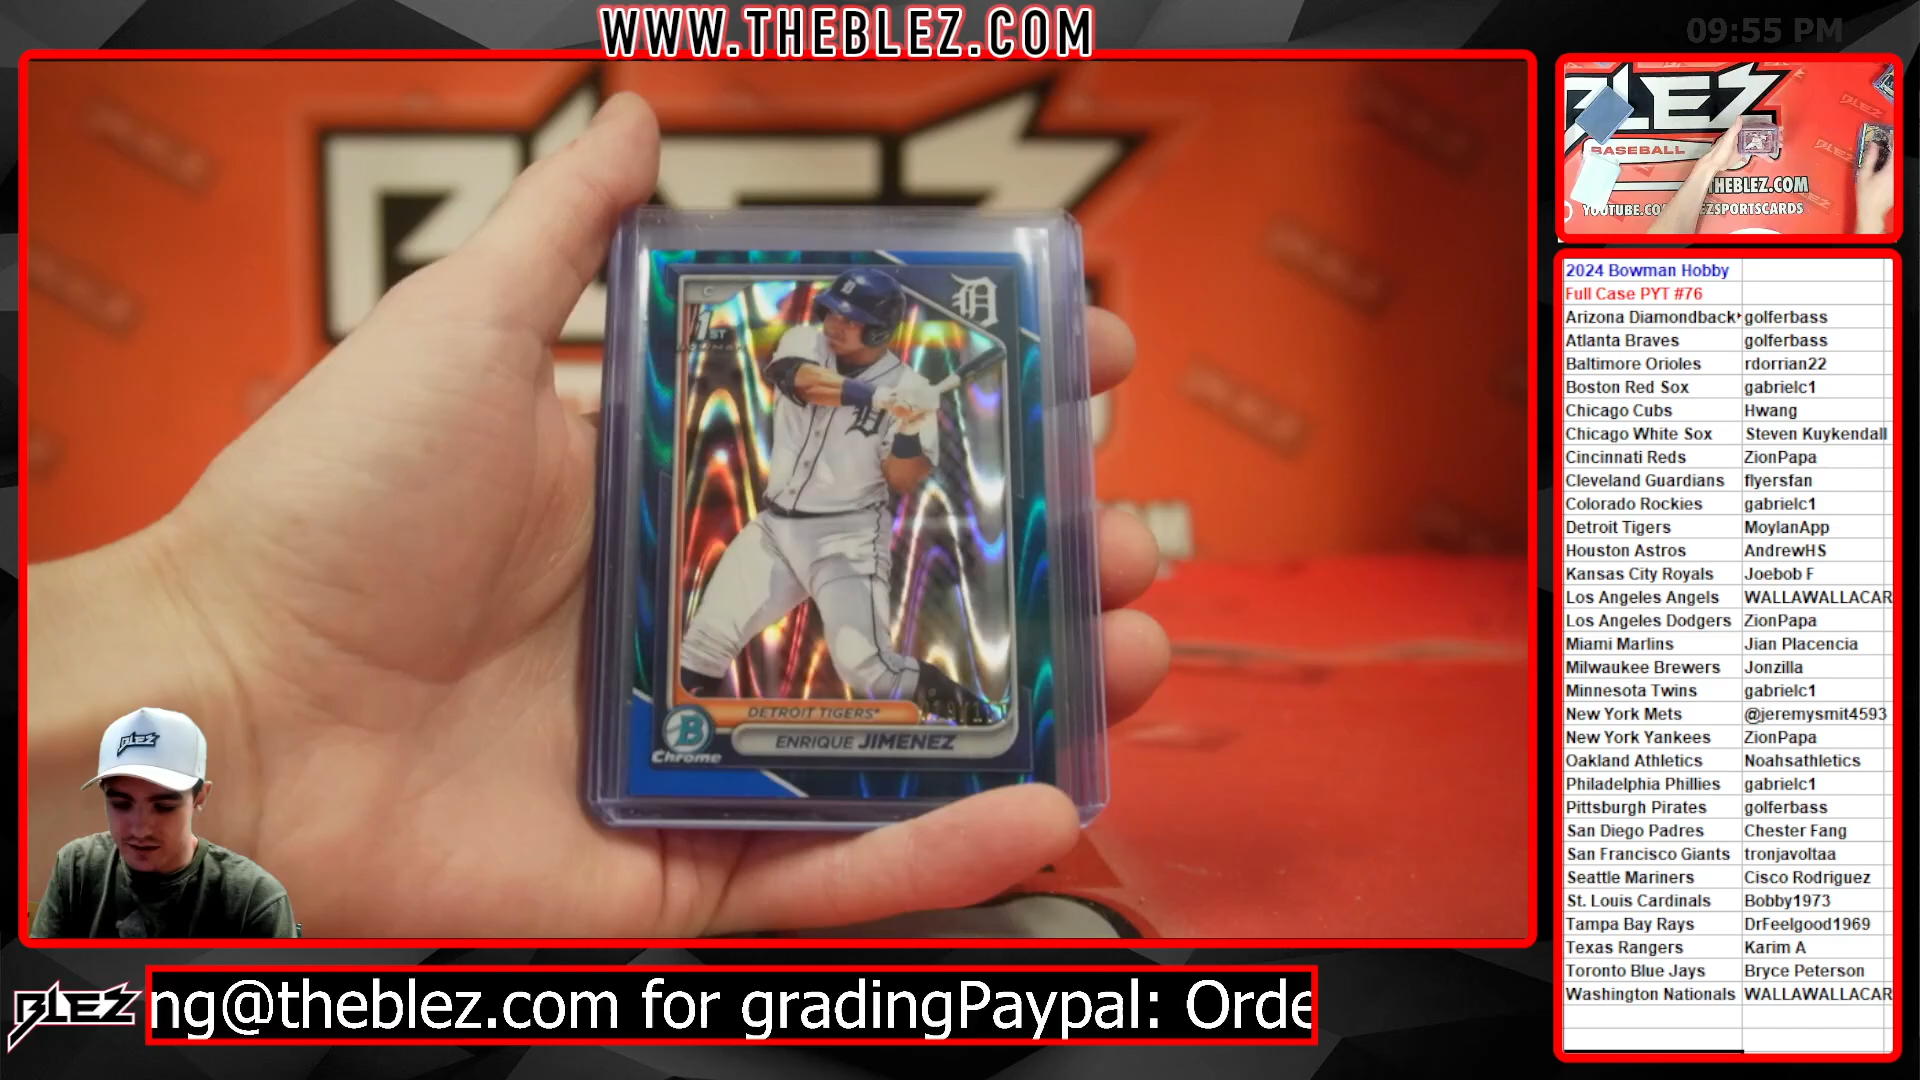 WWW.THEBLEZ.COM
09:55 PM
BLEZ
BASEBALL
THEBLEZ.COM
1ST
DETROIT TIGERS
ENRIQUE JIMENEZ
B
Chrome
2024 Bowman Hobby
Full Case PYT #76
Arizona Diamondback golferbass
Atlanta Braves golferbass
Baltimore Orioles rdorrian22
Boston Red Sox gabrielc1
Chicago Cubs Hwang
Chicago White Sox Steven Kuykendall
Cincinnati Reds ZionPapa
Cleveland Guardians flyersfan
Colorado Rockies gabrielc1
Detroit Tigers MoylanApp
Houston Astros AndrewHS
Kansas City Royals Joebob F
Los Angeles Angels WALLAWALLACAR
Los Angeles Dodgers ZionPapa
Miami Marlins Jian Placencia
Milwaukee Brewers Jonzilla
Minnesota Twins gabrielc1
New York Mets @jeremysmit4593
New York Yankees ZionPapa
Oakland Athletics Noahsathletics
Philadelphia Phillies gabrielc1
Pittsburgh Pirates golferbass
San Diego Padres Chester Fang
San Francisco Giants tronjavoltaa
Seattle Mariners Cisco Rodriguez
St. Louis Cardinals Bobby1973
Tampa Bay Rays DrFeelgood1969
Texas Rangers Karim A
Toronto Blue Jays Bryce Peterson
Washington Nationals WALLAWALLACAR
BLEZ
ng@theblez.com for gradingPaypal: Orde